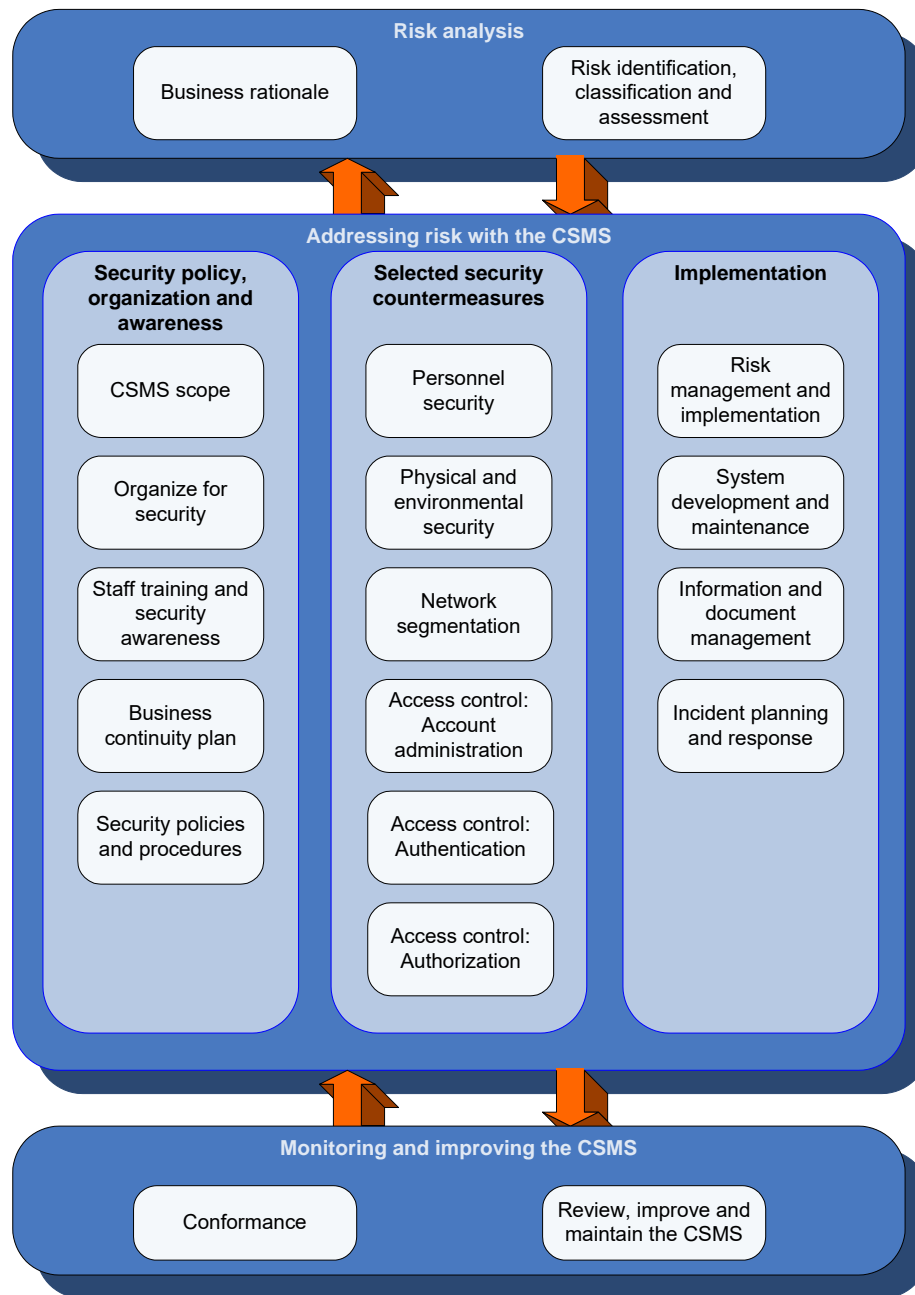 Risk analysis
Business rationale
Risk identification,
classification and
assessment
Addressing risk with the CSMS
Security policy,
organization and
awareness
CSMS scope
Organize for
security
Staff training and
security
awareness
Business
continuity plan
Security policies
and procedures
Selected security
countermeasures
Personnel
security
Physical and
environmental
security
Network
segmentation
Access control:
Account
administration
Access control:
Authentication
Access control:
Authorization
Implementation
Risk
management and
implementation
System
development and
maintenance
Information and
document
management
Incident planning
and response
Monitoring and improving the CSMS
Conformance
Review, improve and
maintain the CSMS